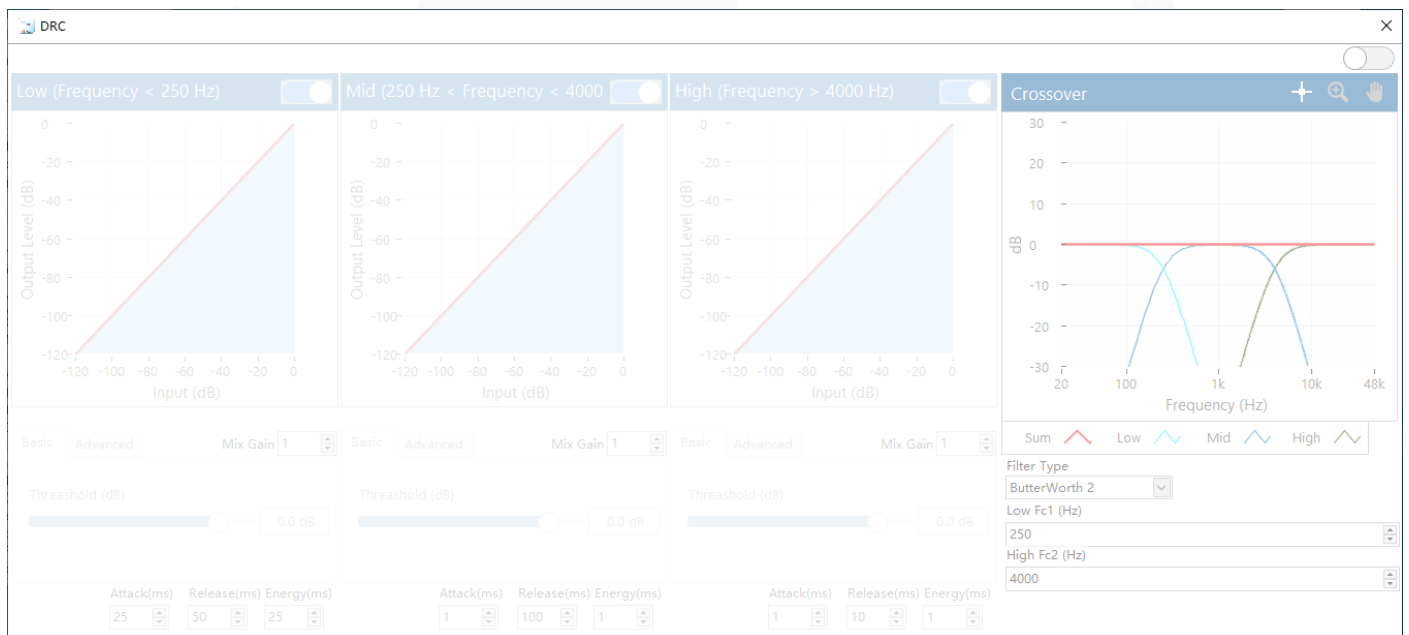 DRC
Low (Frequency < 250 Hz)
Mid (250 Hz < Frequency < 4000
High (Frequency > 4000 Hz)
Crossover
0
-20
-40
-60
-80
-100
-120
Output Level (dB)
-120 -100 -80 -60 -40 -20 0
Input (dB)
0
-20
-40
-60
-80
-100
-120
Output Level (dB)
-120 -100 -80 -60 -40 -20 0
Input (dB)
0
-20
-40
-60
-80
-100
-120
Output Level (dB)
-120 -100 -80 -60 -40 -20 0
Input (dB)
30
20
10
0
-10
-20
-30
dB
20 100 1k 10k 48k
Frequency (Hz)
Sum Low Mid High
Basic Advanced Mix Gain 1
Threashold (dB)
0.0 dB
Attack(ms) Release(ms) Energy(ms)
25 50 25
Basic Advanced Mix Gain 1
Threashold (dB)
0.0 dB
Attack(ms) Release(ms) Energy(ms)
1 100 1
Basic Advanced Mix Gain 1
Threashold (dB)
0.0 dB
Attack(ms) Release(ms) Energy(ms)
1 10 1
Filter Type
ButterWorth 2
Low Fc1 (Hz)
250
High Fc2 (Hz)
4000